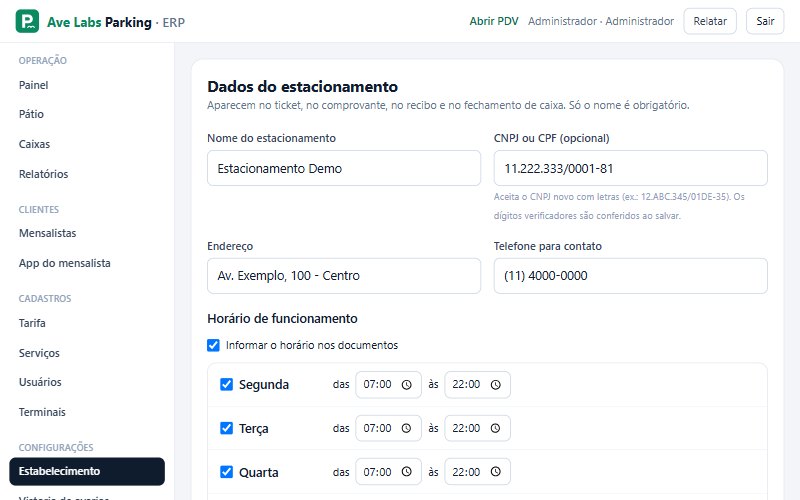 Ave Labs Parking · ERP
Abrir PDV
Administrador · Administrador
Relatar
Sair
OPERAÇÃO
Painel
Pátio
Caixas
Relatórios
CLIENTES
Mensalistas
App do mensalista
CADASTROS
Tarifa
Serviços
Usuários
Terminais
CONFIGURAÇÕES
Estabelecimento
Dados do estacionamento
Aparecem no ticket, no comprovante, no recibo e no fechamento de caixa. Só o nome é obrigatório.
Nome do estacionamento
Estacionamento Demo
CNPJ ou CPF (opcional)
11.222.333/0001-81
Aceita o CNPJ novo com letras (ex.: 12.ABC.345/01DE-35). Os
dígitos verificadores são conferidos ao salvar.
Endereço
Av. Exemplo, 100 - Centro
Telefone para contato
(11) 4000-0000
Horário de funcionamento
Informar o horário nos documentos
Segunda das 07:00 às 22:00
Terça das 07:00 às 22:00
Quarta das 07:00 às 22:00